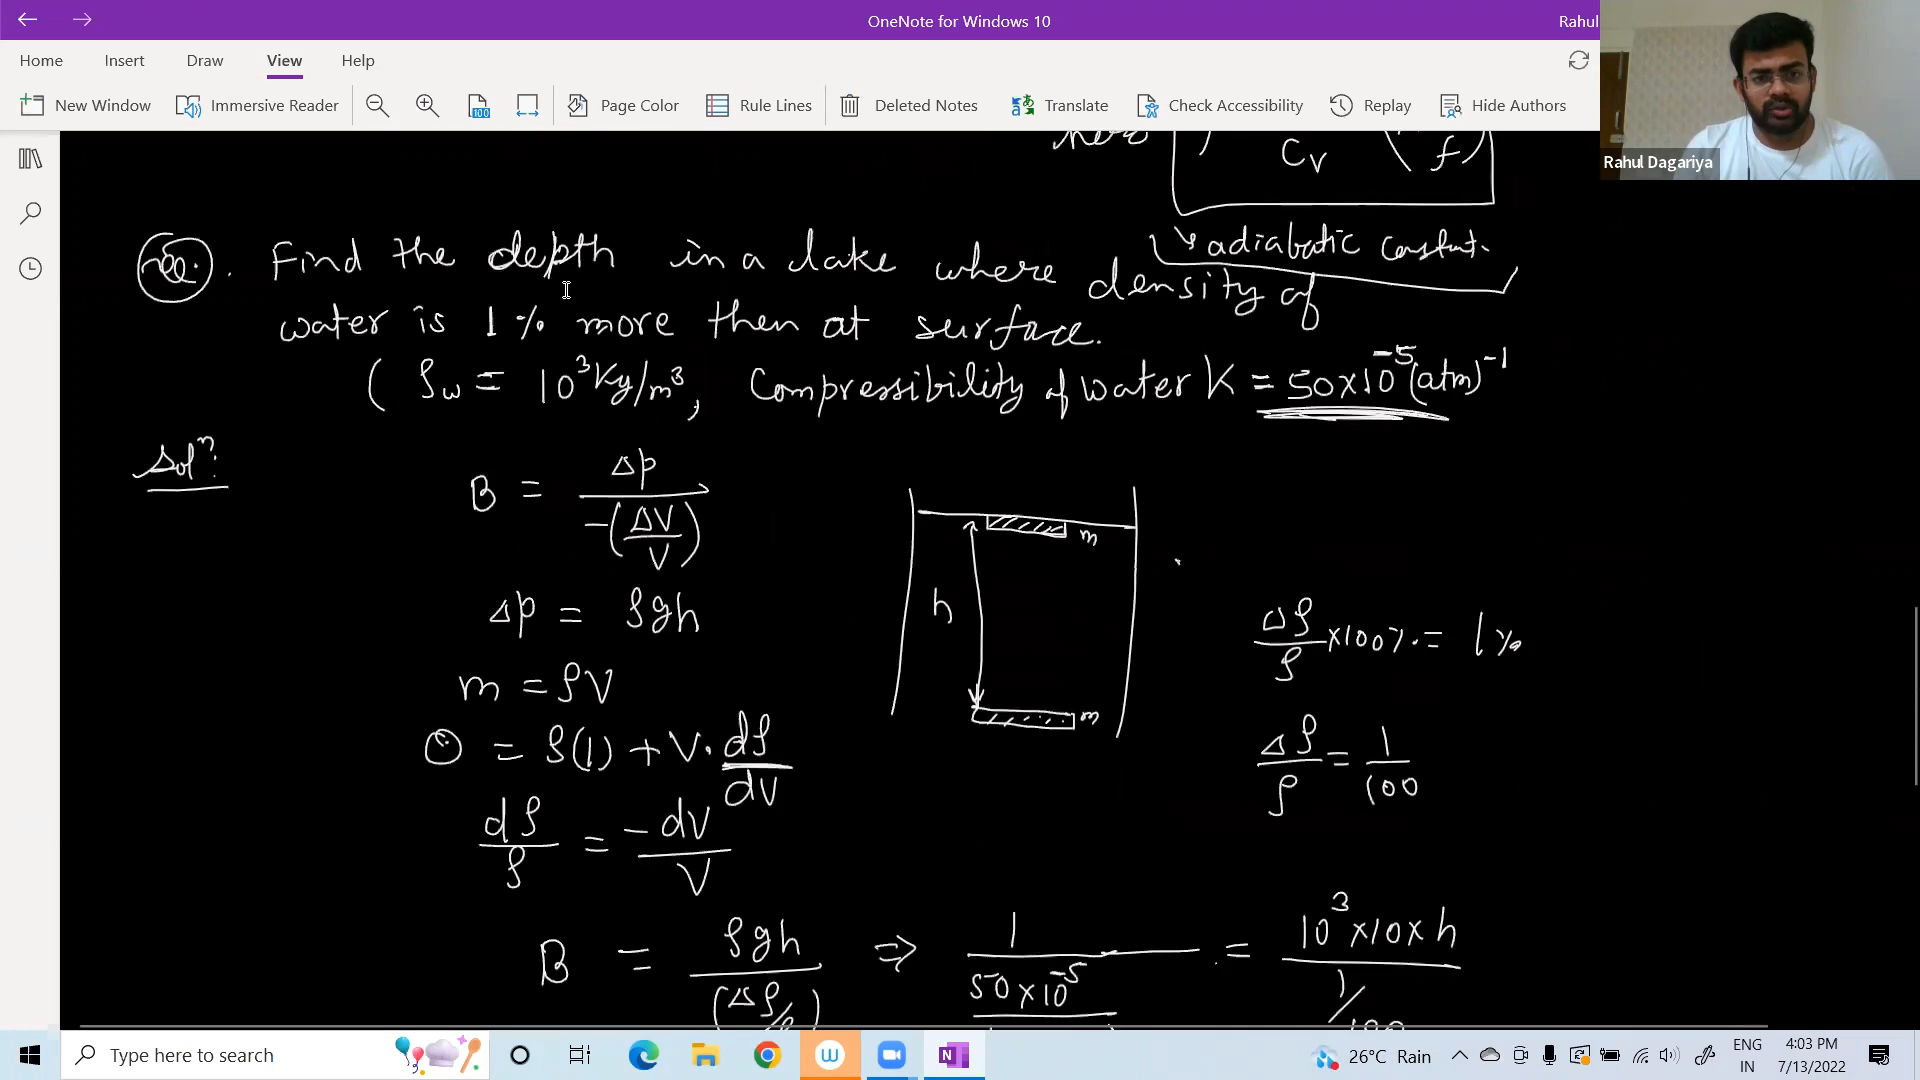 OneNote for Windows 10
Rahul
Home Insert Draw View Help
New Window Immersive Reader 100 Page Color Rule Lines Deleted Notes Translate Check Accessibility Replay Hide Authors
Rahul Dagariya
Cv f
adiabatic constant
Find the depth in a lake where density of
water is 1% more then at surface.
( ρw = 10³ Kg/m³, Compressibility of water K = 50×10⁻⁵(atm)⁻¹
Solⁿ:
B = Δp / -(ΔV/V)
Δp = ρgh
m = ρV
0 = ρ(1) + V. dρ/dV
dρ/ρ = -dV/V
h
m
m
Δρ/ρ ×100%. = 1%
Δρ/ρ = 1/100
B = ρgh / (Δρ/ρ) ⇒ 1 / 50×10⁻⁵ = 10³×10×h / 1/100
Type here to search
26°C Rain
ENG
IN
4:03 PM
7/13/2022